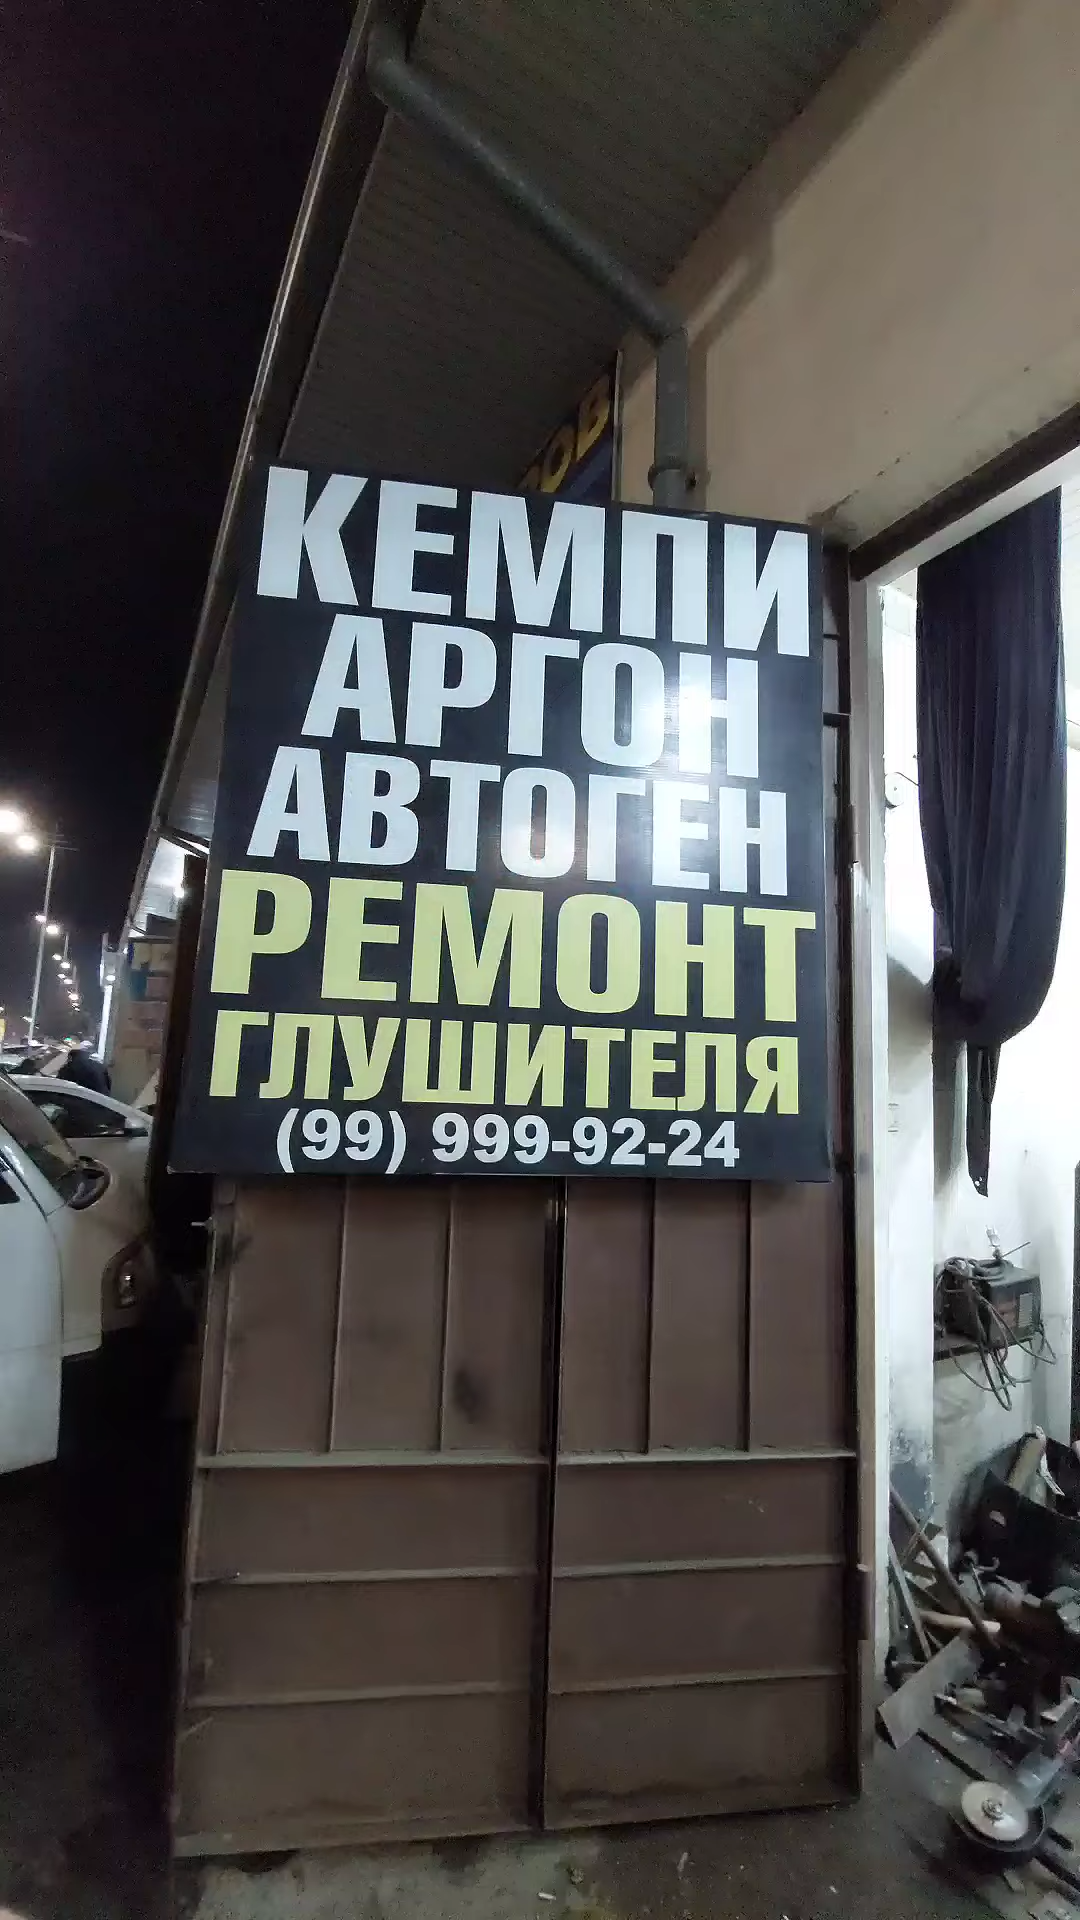 КЕМПИ
АРГОН
АВТОГЕН
РЕМОНТ
ГЛУШИТЕЛЯ
(99) 999-92-24